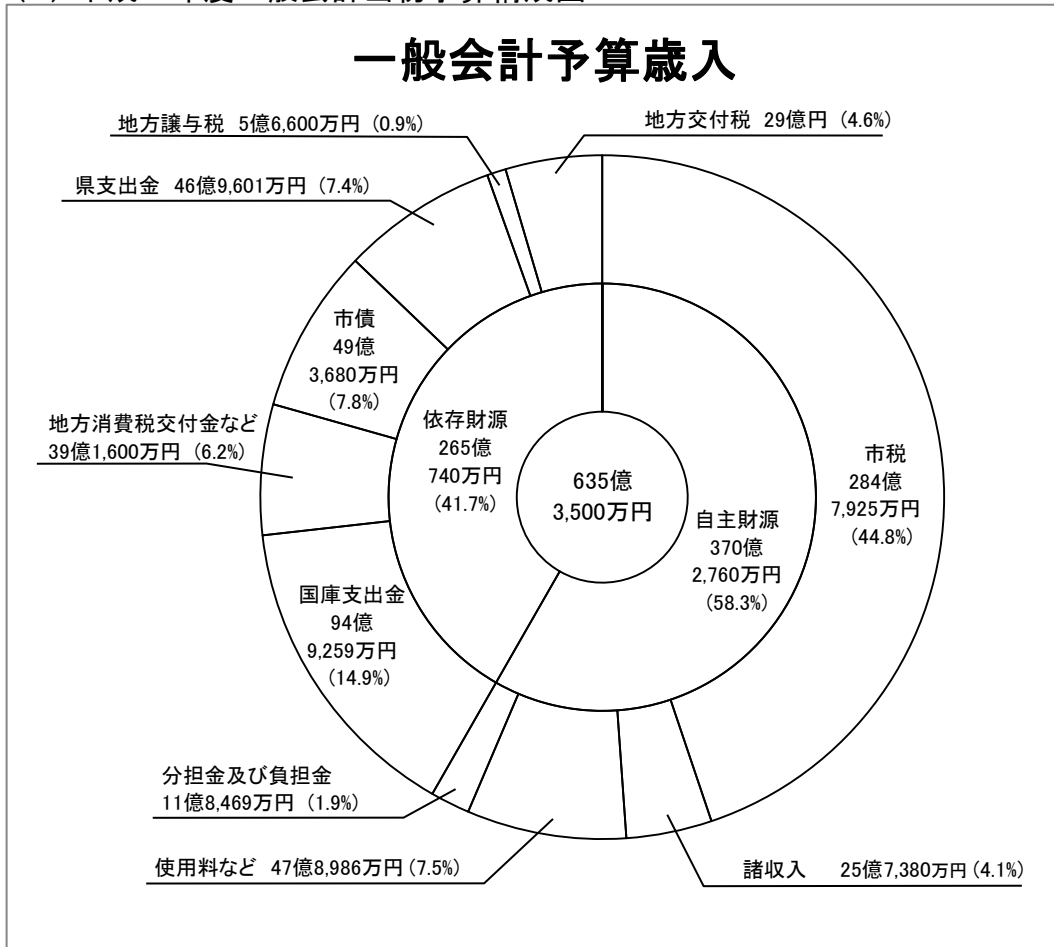 一般会計予算歳入
地方譲与税 5億6,600万円 (0.9%)
地方交付税 29億円 (4.6%)
県支出金 46億9,601万円 (7.4%)
市債
49億
3,680万円
(7.8%)
地方消費税交付金など
39億1,600万円 (6.2%)
依存財源
265億
740万円
(41.7%)
635億
3,500万円
自主財源
370億
2,760万円
(58.3%)
市税
284億
7,925万円
(44.8%)
国庫支出金
94億
9,259万円
(14.9%)
分担金及び負担金
11億8,469万円 (1.9%)
使用料など 47億8,986万円(7.5%)
諸収入 25億7,380万円(4.1%)